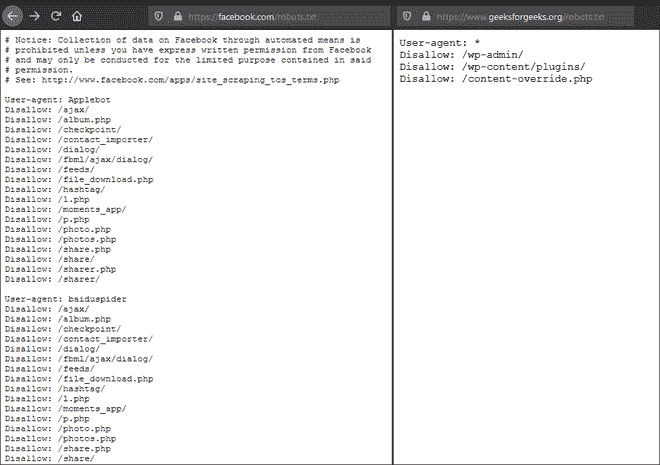 https://facebook.com/robots.txt
# Notice: Collection of data on Facebook through automated means is
# prohibited unless you have express written permission from Facebook
# and may only be conducted for the limited purpose contained in said
# permission.
# See: http://www.facebook.com/apps/site_scraping_tos_terms.php
User-agent: Applebot
Disallow: /ajax/
Disallow: /album.php
Disallow: /checkpoint/
Disallow: /contact_importer/
Disallow: /dialog/
Disallow: /fbml/ajax/dialog/
Disallow: /feeds/
Disallow: /file_download.php
Disallow: /hashtag/
Disallow: /l.php
Disallow: /moments_app/
Disallow: /p.php
Disallow: /photo.php
Disallow: /photos.php
Disallow: /share.php
Disallow: /share/
Disallow: /sharer.php
Disallow: /sharer/
User-agent: baiduspider
Disallow: /ajax/
Disallow: /album.php
Disallow: /checkpoint/
Disallow: /contact_importer/
Disallow: /dialog/
Disallow: /fbml/ajax/dialog/
Disallow: /feeds/
Disallow: /file_download.php
Disallow: /hashtag/
Disallow: /l.php
Disallow: /moments_app/
Disallow: /p.php
Disallow: /photo.php
Disallow: /photos.php
Disallow: /share.php
Disallow: /share/
https://www.geeksforgeeks.org/robots.txt
User-agent: *
Disallow: /wp-admin/
Disallow: /wp-content/plugins/
Disallow: /content-override.php